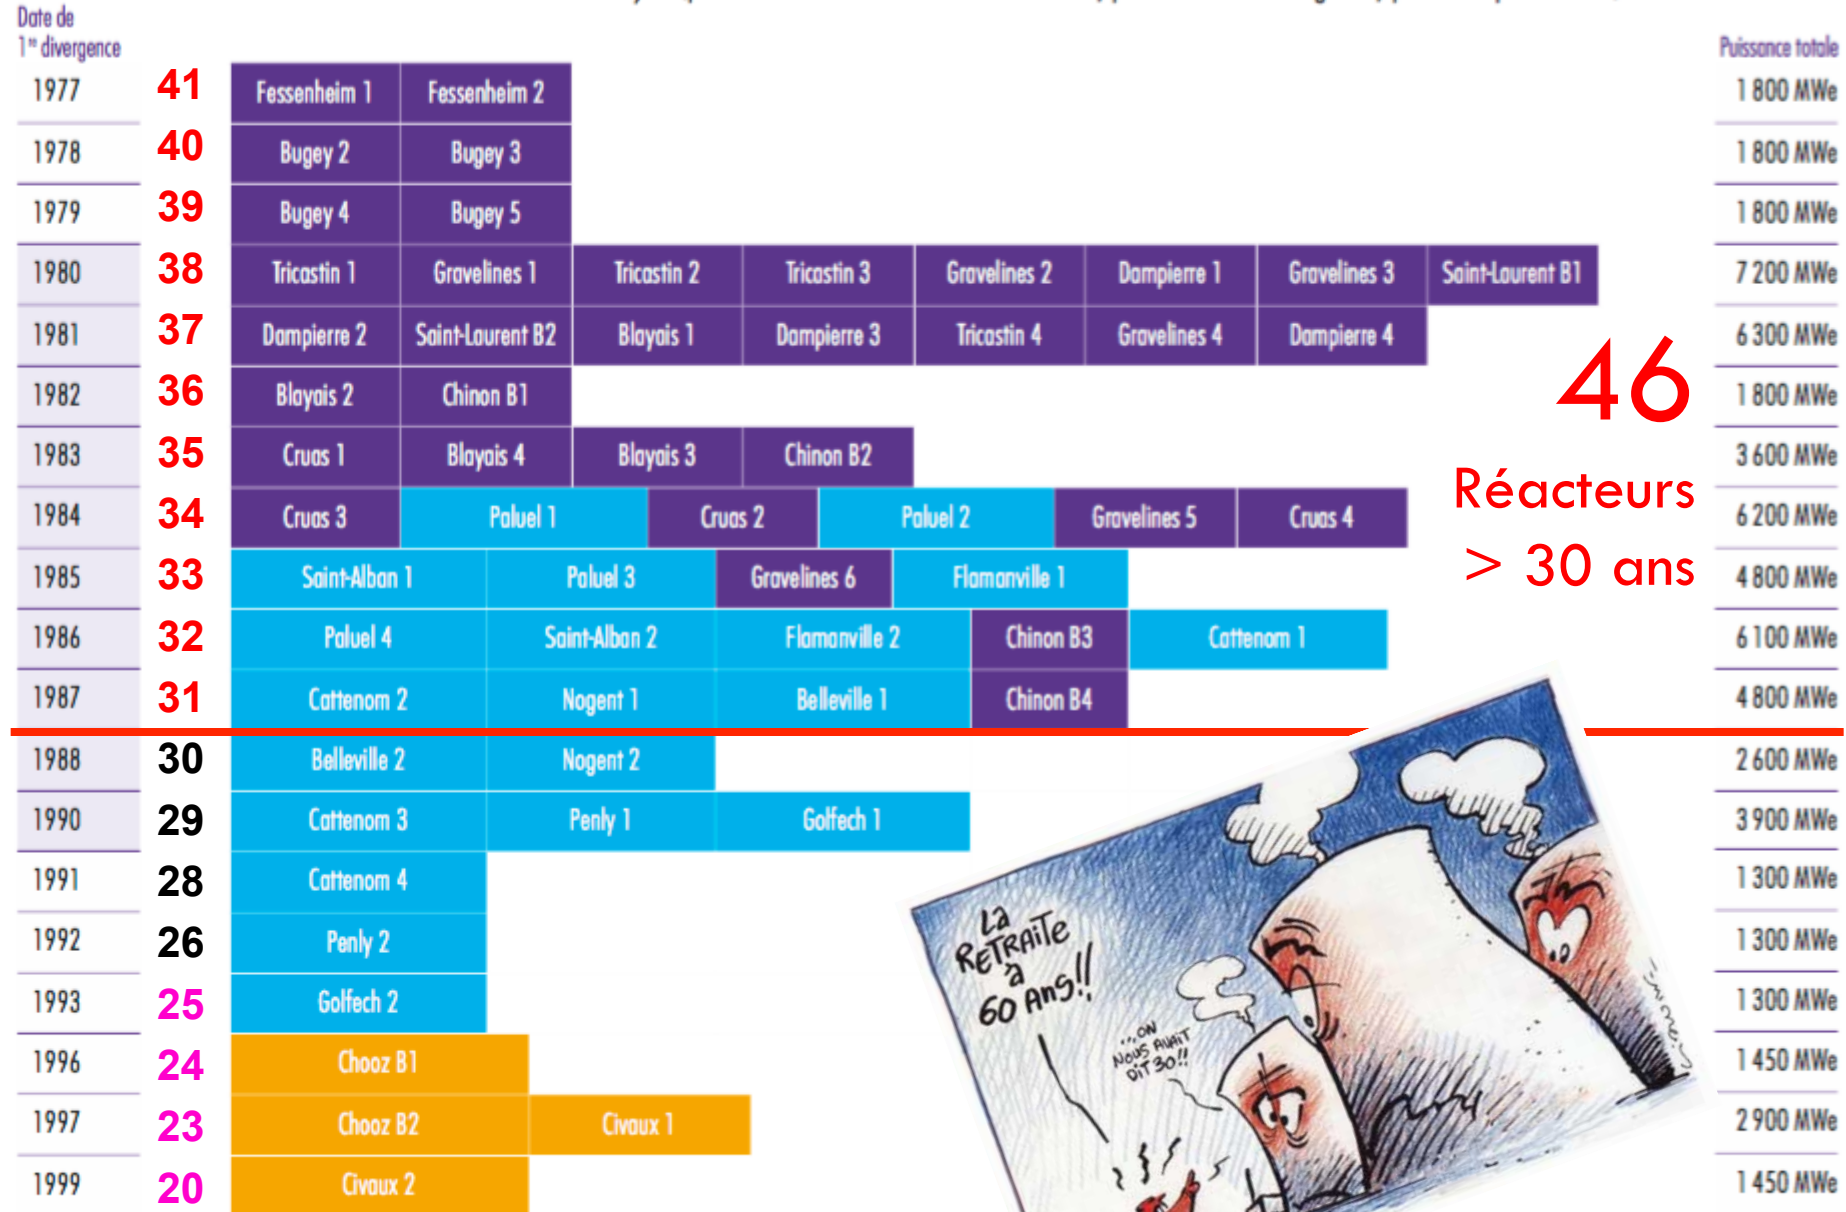 Date de
1re divergence
Puissance totale
1977 41 Fessenheim 1 Fessenheim 2 1 800 MWe
1978 40 Bugey 2 Bugey 3 1 800 MWe
1979 39 Bugey 4 Bugey 5 1 800 MWe
1980 38 Tricastin 1 Gravelines 1 Tricastin 2 Tricastin 3 Gravelines 2 Dampierre 1 Gravelines 3 Saint-Laurent B1 7 200 MWe
1981 37 Dampierre 2 Saint-Laurent B2 Blayais 1 Dampierre 3 Tricastin 4 Gravelines 4 Dampierre 4 6 300 MWe
1982 36 Blayais 2 Chinon B1 1 800 MWe
1983 35 Cruas 1 Blayais 4 Blayais 3 Chinon B2 3 600 MWe
1984 34 Cruas 3 Paluel 1 Cruas 2 Paluel 2 Gravelines 5 Cruas 4 6 200 MWe
1985 33 Saint-Alban 1 Paluel 3 Gravelines 6 Flamanville 1 4 800 MWe
1986 32 Paluel 4 Saint-Alban 2 Flamanville 2 Chinon B3 Cattenom 1 6 100 MWe
1987 31 Cattenom 2 Nogent 1 Belleville 1 Chinon B4 4 800 MWe
46
Réacteurs
> 30 ans
1988 30 Belleville 2 Nogent 2 2 600 MWe
1990 29 Cattenom 3 Penly 1 Golfech 1 3 900 MWe
1991 28 Cattenom 4 1 300 MWe
1992 26 Penly 2 1 300 MWe
1993 25 Golfech 2 1 300 MWe
1996 24 Chooz B1 1 450 MWe
1997 23 Chooz B2 Civaux 1 2 900 MWe
1999 20 Civaux 2 1 450 MWe
La
RETRAITE
à
60 ANS!!
...ON
NOUS AVAIT
DIT 30!!